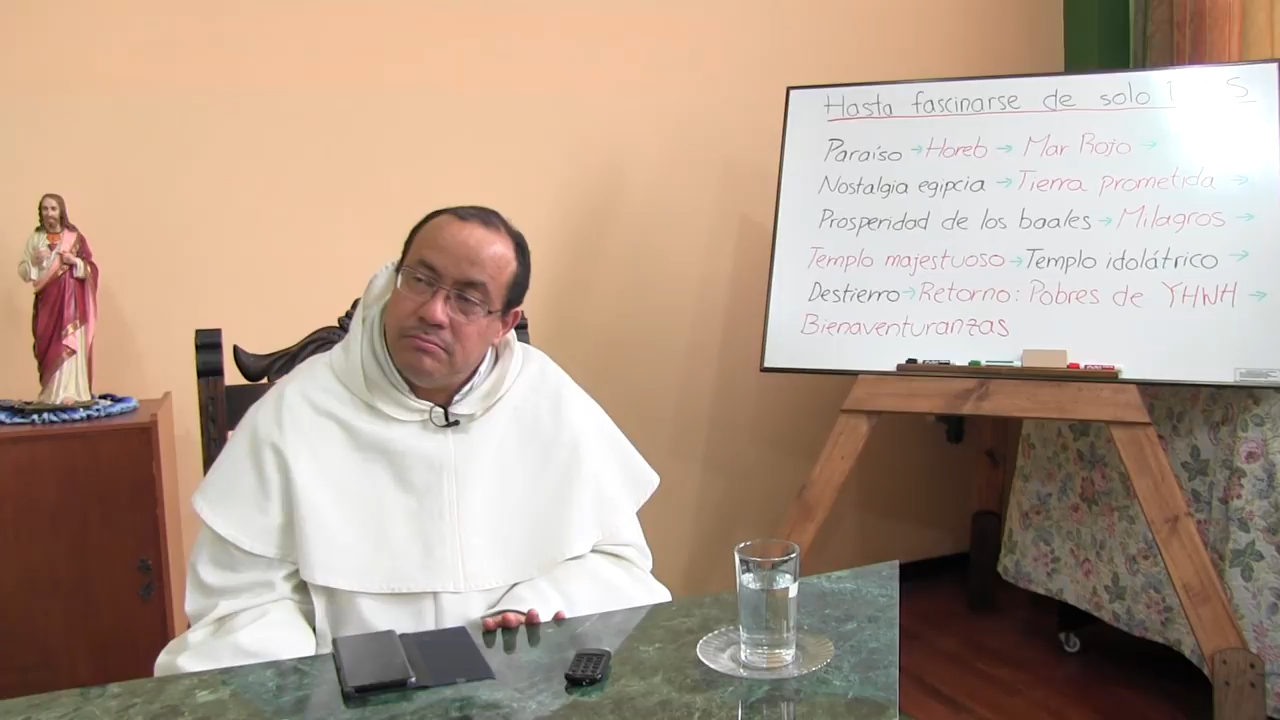 Hasta fascinarse de solo
Paraíso → Horeb → Mar Rojo →
Nostalgia egipcia → Tierra prometida →
Prosperidad de los baales → Milagros →
Templo majestuoso → Templo idolátrico →
Destierro → Retorno: Pobres de YHWH →
Bienaventuranzas